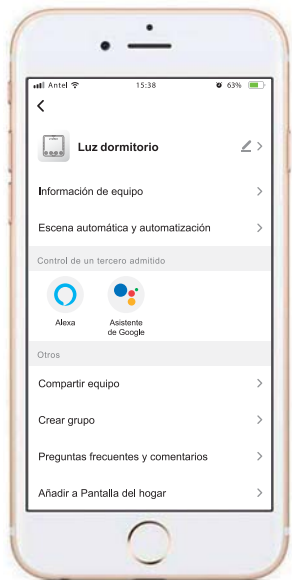 Antel 15:38 63%
Luz dormitorio
Información de equipo
Escena automática y automatización
Control de un tercero admitido
Alexa
Asistente
de Google
Otros
Compartir equipo
Crear grupo
Preguntas frecuentes y comentarios
Añadir a Pantalla del hogar